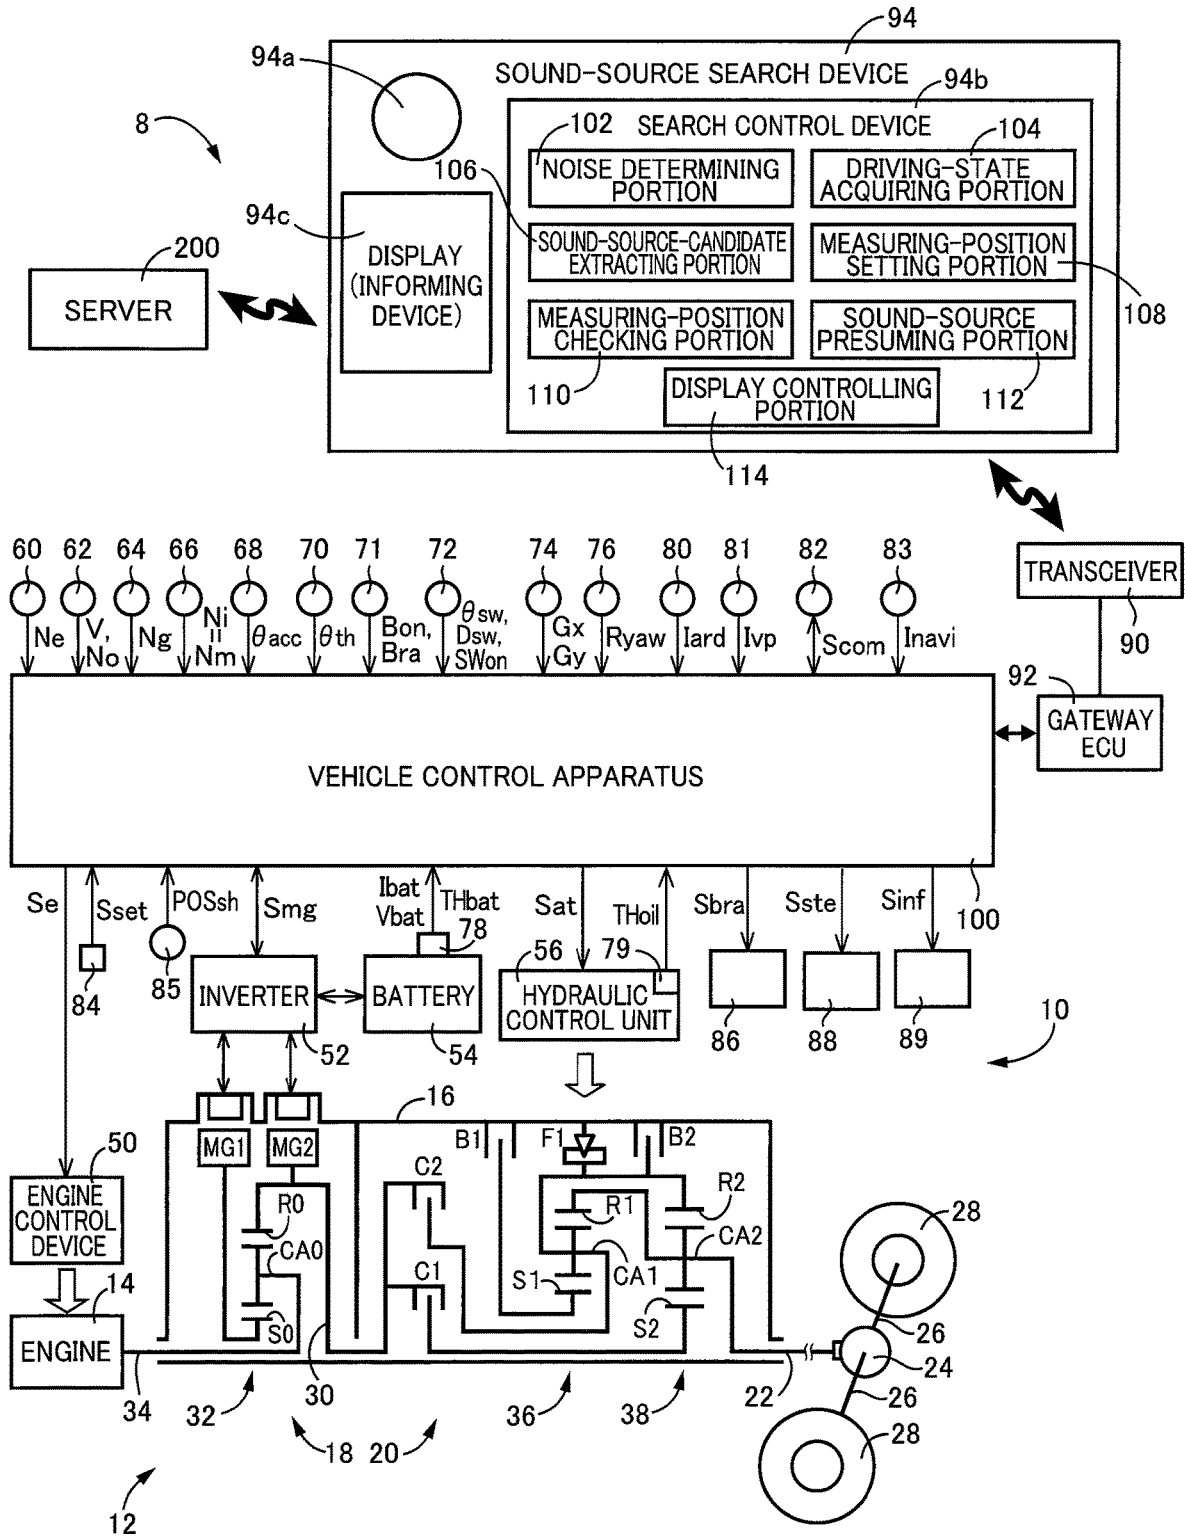 94
94a
SOUND-SOURCE SEARCH DEVICE
94b
8
102
SEARCH CONTROL DEVICE
104
NOISE DETERMINING
PORTION
DRIVING-STATE
ACQUIRING PORTION
106
94c
200
SERVER
DISPLAY
(INFORMING
DEVICE)
SOUND-SOURCE-CANDIDATE
EXTRACTING PORTION
MEASURING-POSITION
SETTING PORTION
108
MEASURING-POSITION
CHECKING PORTION
SOUND-SOURCE
PRESUMING PORTION
110
112
DISPLAY CONTROLLING
PORTION
114
60 62 64 66 68 70 71 72 74 76 80 81 82 83
TRANSCEIVER
90
Ne
V,
No
Ng
Ni
=
Nm
θacc
θth
Bon,
Bra
θsw,
Dsw,
SWon
Gx
Gy
Ryaw
Iard
Ivp
Scom
Inavi
92
GATEWAY
ECU
VEHICLE CONTROL APPARATUS
100
Se
Sset
POSsh
Smg
Ibat
Vbat
THbat
Sat
THoil
Sbra
Sste
Sinf
78
56
79
84
85
INVERTER
BATTERY
HYDRAULIC
CONTROL UNIT
52
54
86
88
89
10
16
50
MG1
MG2
B1
F1
B2
ENGINE
CONTROL
DEVICE
C2
R0
R1
R2
CA0
CA1
CA2
C1
S1
S0
S2
14
ENGINE
28
26
24
26
28
34
32
30
36
38
22
18
20
12